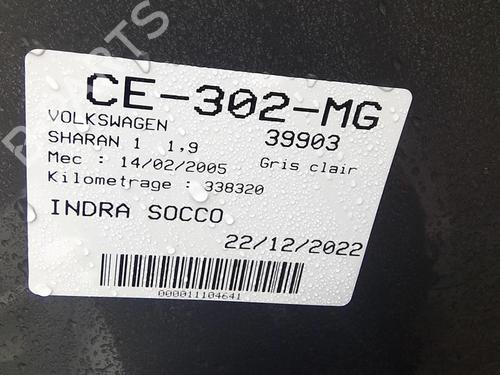 CE-302-MG
VOLKSWAGEN 39903
SHARAN 1 1,9
Mec : 14/02/2005 Gris clair
Kilometrage : 338320
INDRA SOCCO
22/12/2022
000011104641